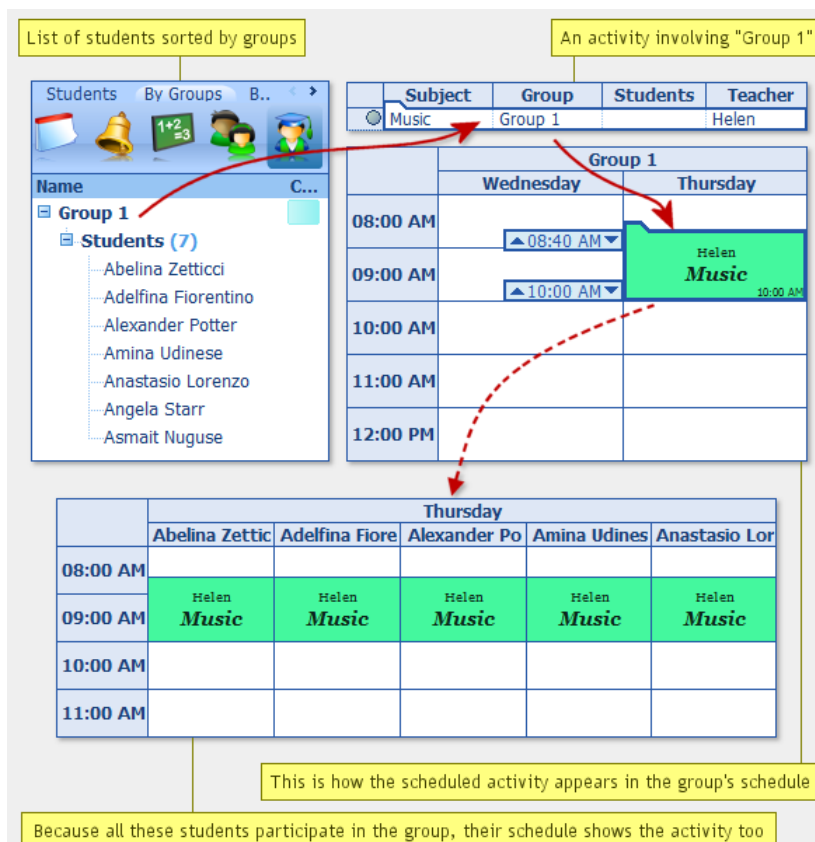 List of students sorted by groups
An activity involving "Group 1"
Students By Groups B..
1+2 =3
Name C...
Group 1
Students (7)
Abelina Zetticci
Adelfina Fiorentino
Alexander Potter
Amina Udinese
Anastasio Lorenzo
Angela Starr
Asmait Nuguse
Subject Group Students Teacher
Music Group 1 Helen
Group 1
Wednesday Thursday
08:00 AM
08:40 AM
Helen
Music
09:00 AM
10:00 AM
10:00 AM
10:00 AM
11:00 AM
12:00 PM
Thursday
Abelina Zettic Adelfina Fiore Alexander Po Amina Udines Anastasio Lor
08:00 AM
Helen Helen Helen Helen Helen
09:00 AM Music Music Music Music Music
10:00 AM
11:00 AM
This is how the scheduled activity appears in the group's schedule
Because all these students participate in the group, their schedule shows the activity too